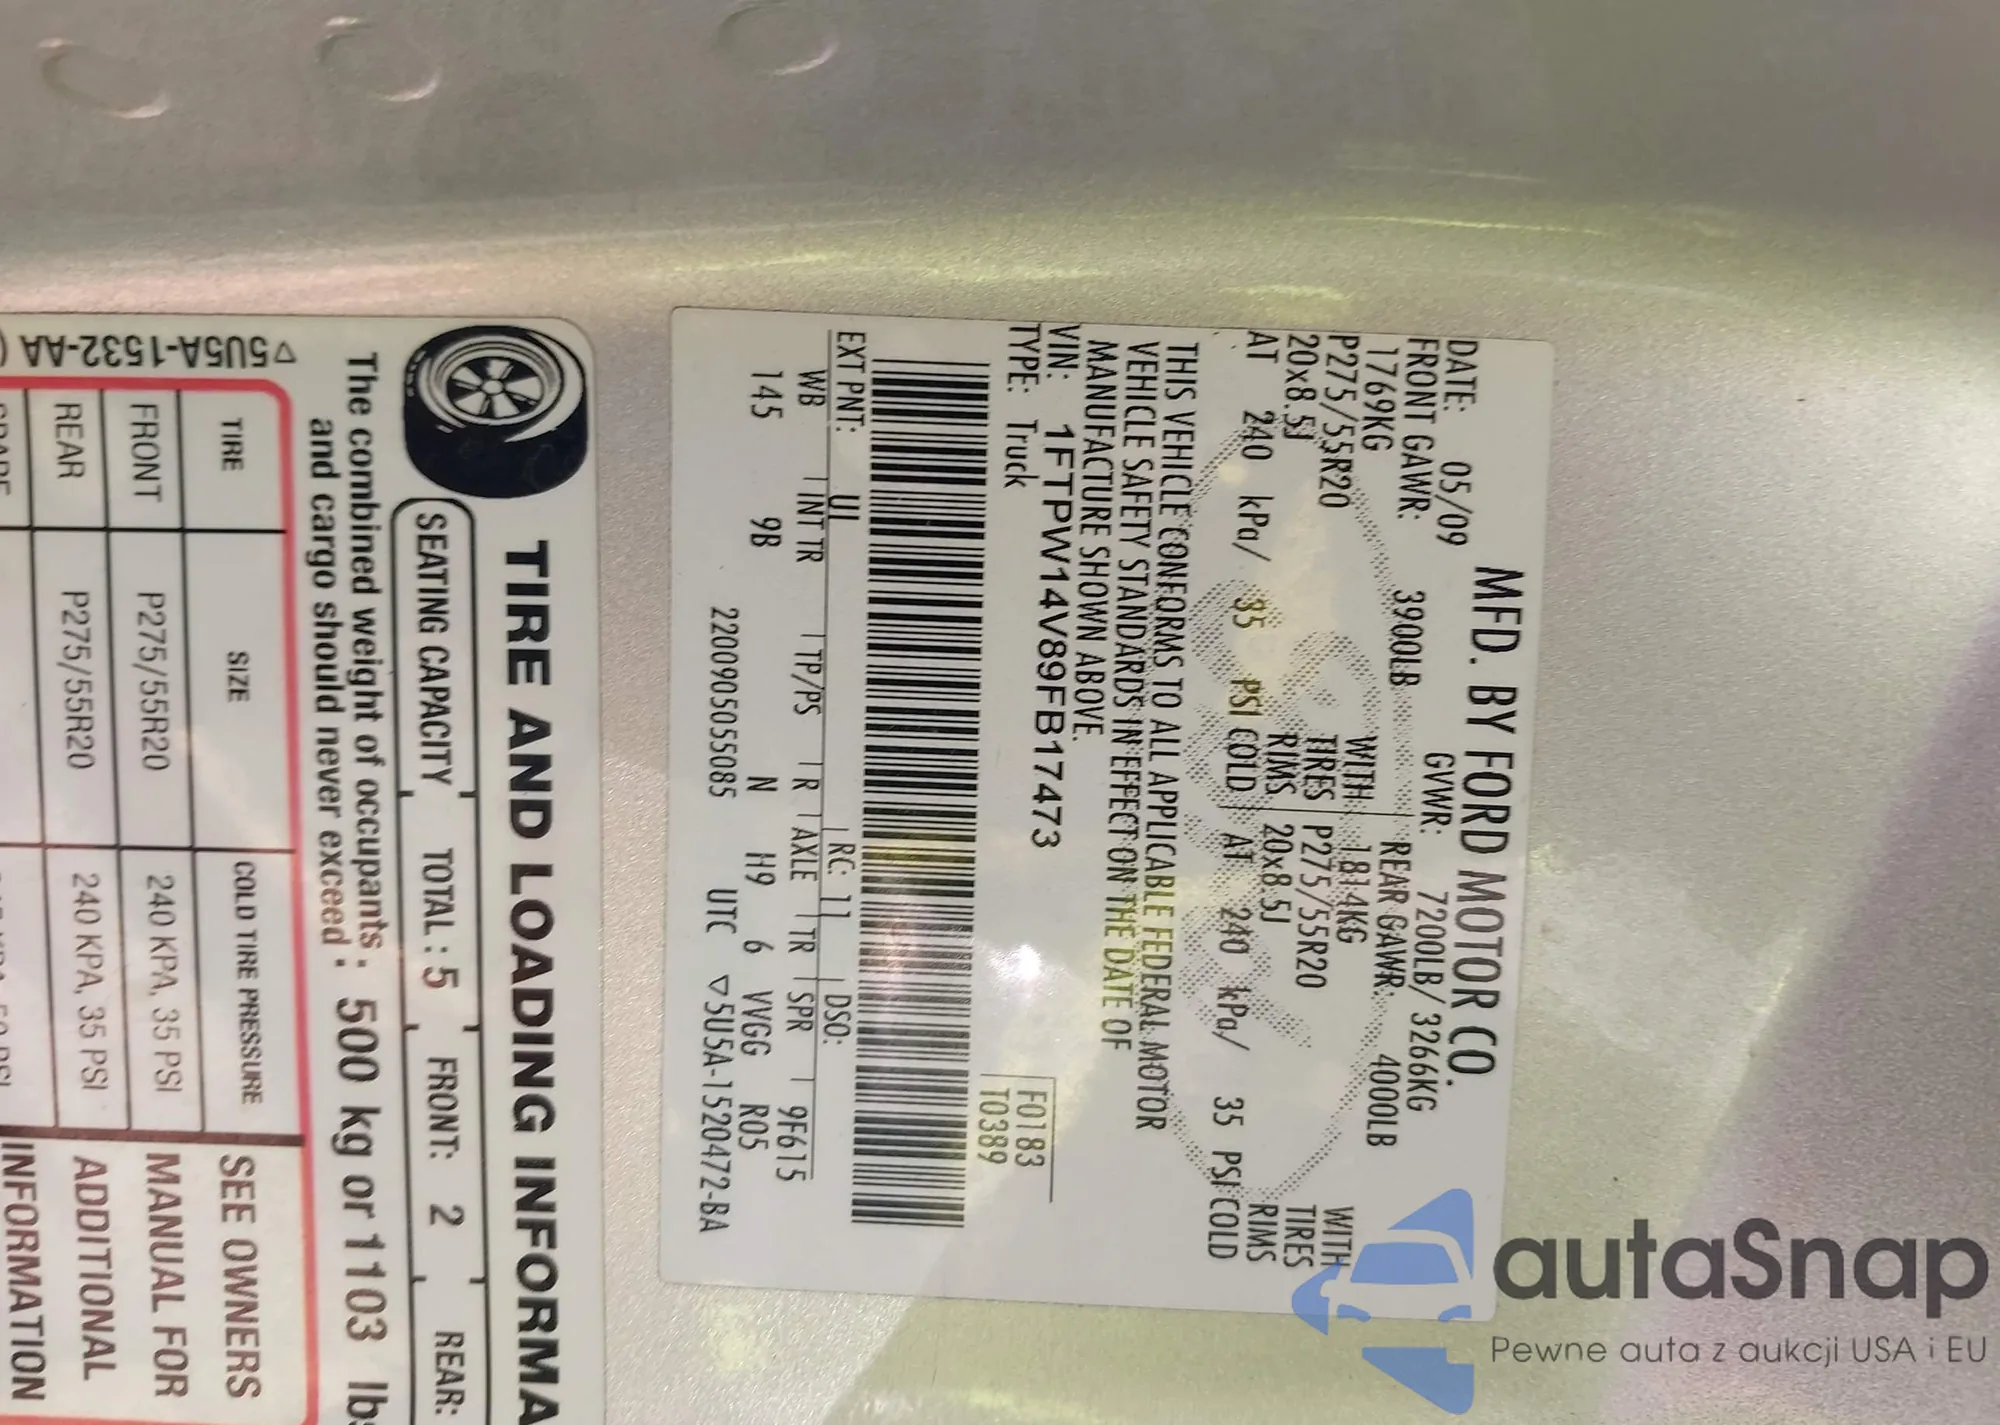 MFD. BY FORD MOTOR CO.
DATE: 05/09 GVWR: 7200LB/ 3266KG
FRONT GAWR: 3900LB REAR GAWR: 4000LB
1769KG WITH 1814KG WITH
P275/55R20 TIRES P275/55R20 TIRES
20x8.5J RIMS 20x8.5J RIMS
AT 240 kPa/ 35 PSI COLD AT 240 kPa/ 35 PSI COLD
THIS VEHICLE CONFORMS TO ALL APPLICABLE FEDERAL MOTOR
VEHICLE SAFETY STANDARDS IN EFFECT ON THE DATE OF
MANUFACTURE SHOWN ABOVE.
VIN: 1FTPW14V89FB17473
TYPE: Truck
F0183
T0389
EXT PNT: UI RC: 11 DSO:
WB INT TR TP/PS R AXLE TR SPR 9F615
145 9B N H9 6 VVGG R05
2200905055085 UTC ▽5U5A-1520472-BA
TIRE AND LOADING INFORMA
SEATING CAPACITY TOTAL : 5 FRONT: 2 REAR:
The combined weight of occupants
and cargo should never exceed : 500 kg or 1103 lbs
TIRE SIZE COLD TIRE PRESSURE SEE OWNERS
FRONT P275/55R20 240 KPA, 35 PSI MANUAL FOR
REAR P275/55R20 240 KPA, 35 PSI ADDITIONAL
INFORMATION
▽5U5A-1532-AA
autaSnap
Pewne auta z aukcji USA i EU